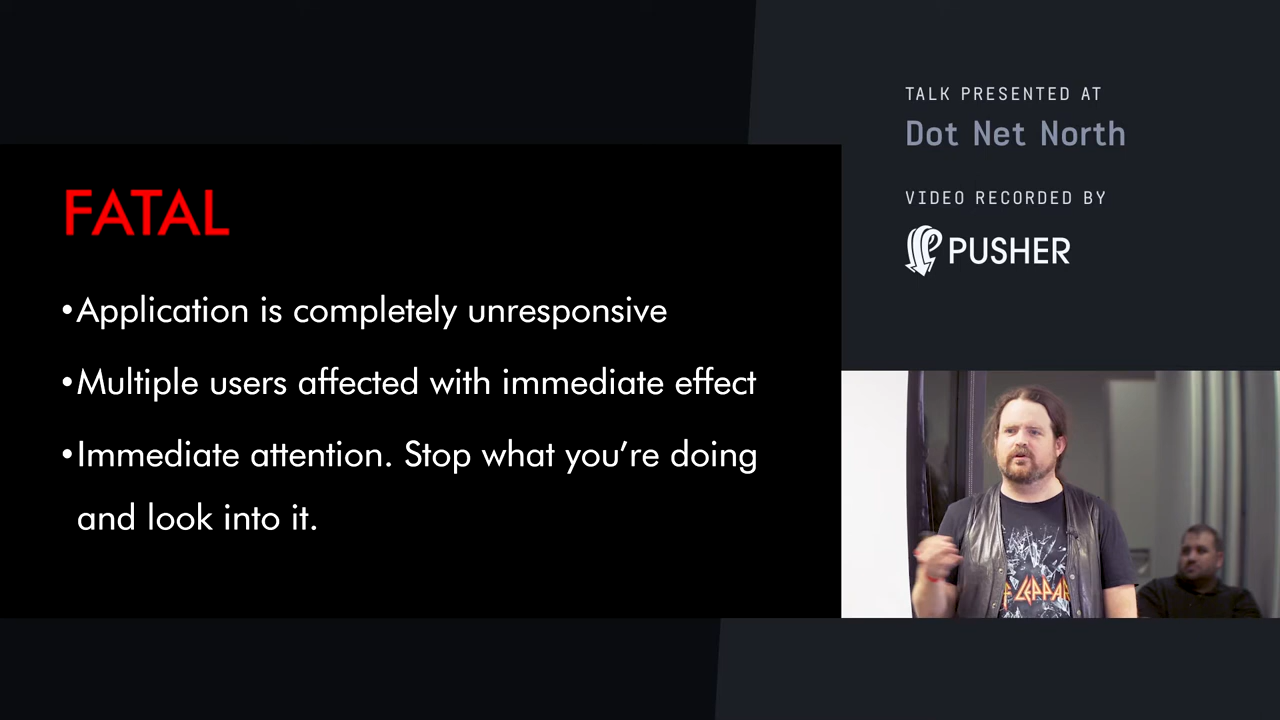 TALK PRESENTED AT
Dot Net North
VIDEO RECORDED BY
PUSHER
FATAL
•Application is completely unresponsive
•Multiple users affected with immediate effect
•Immediate attention. Stop what you’re doing
and look into it.
F LEPPAR